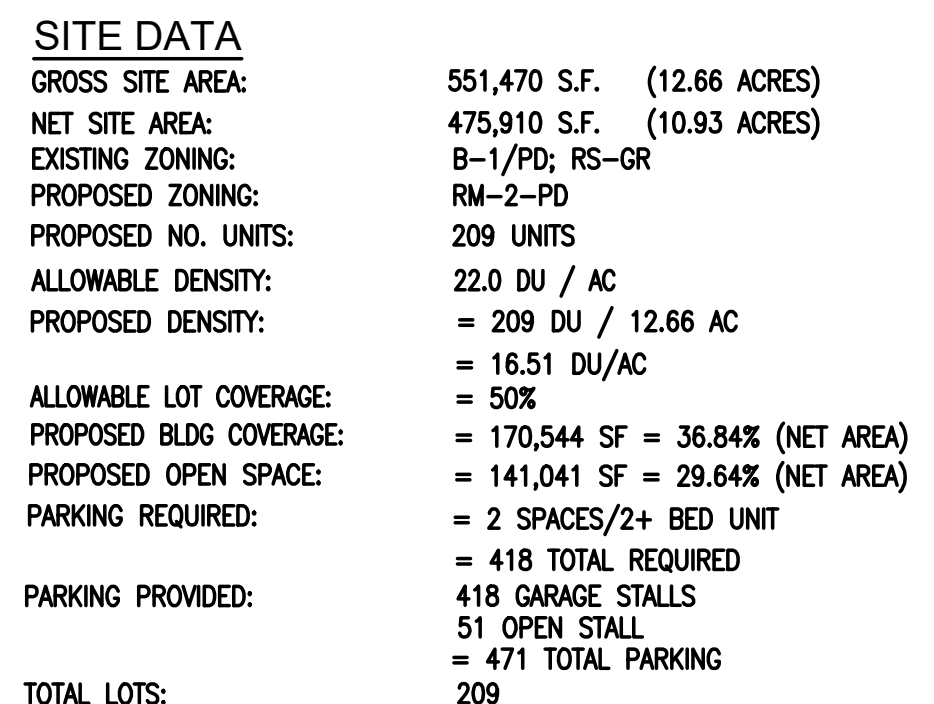 SITE DATA
GROSS SITE AREA: 551,470 S.F. (12.66 ACRES)
NET SITE AREA: 475,910 S.F. (10.93 ACRES)
EXISTING ZONING: B-1/PD; RS-GR
PROPOSED ZONING: RM-2-PD
PROPOSED NO. UNITS: 209 UNITS
ALLOWABLE DENSITY: 22.0 DU / AC
PROPOSED DENSITY: = 209 DU / 12.66 AC
= 16.51 DU/AC
ALLOWABLE LOT COVERAGE: = 50%
PROPOSED BLDG COVERAGE: = 170,544 SF = 36.84% (NET AREA)
PROPOSED OPEN SPACE: = 141,041 SF = 29.64% (NET AREA)
PARKING REQUIRED: = 2 SPACES/2+ BED UNIT
= 418 TOTAL REQUIRED
PARKING PROVIDED: 418 GARAGE STALLS
51 OPEN STALL
= 471 TOTAL PARKING
TOTAL LOTS: 209